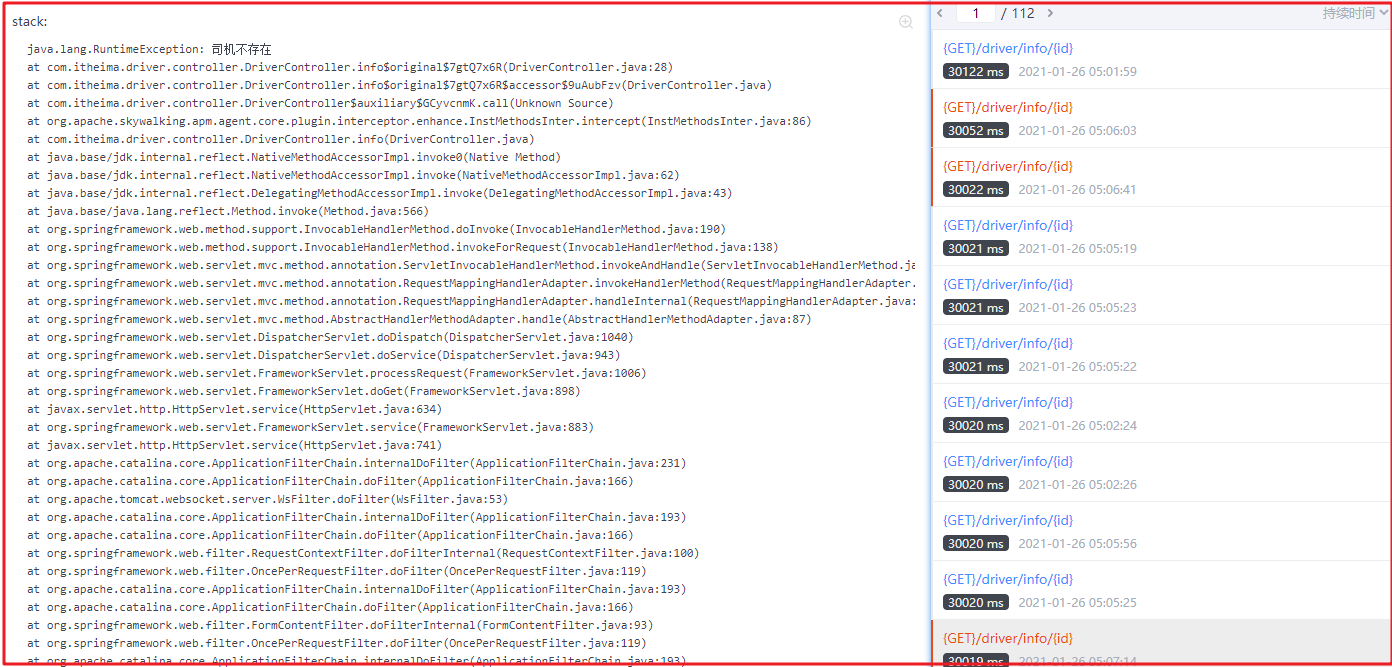 stack:
java.lang.RuntimeException: 司机不存在
at com.itheima.driver.controller.DriverController.info$original$7gtQ7x6R(DriverController.java:28)
at com.itheima.driver.controller.DriverController.info$original$7gtQ7x6R$accessor$9uAubFzv(DriverController.java)
at com.itheima.driver.controller.DriverController$auxiliary$GCyvcnmK.call(Unknown Source)
at org.apache.skywalking.apm.agent.core.plugin.interceptor.enhance.InstMethodsInter.intercept(InstMethodsInter.java:86)
at com.itheima.driver.controller.DriverController.info(DriverController.java)
at java.base/jdk.internal.reflect.NativeMethodAccessorImpl.invoke0(Native Method)
at java.base/jdk.internal.reflect.NativeMethodAccessorImpl.invoke(NativeMethodAccessorImpl.java:62)
at java.base/jdk.internal.reflect.DelegatingMethodAccessorImpl.invoke(DelegatingMethodAccessorImpl.java:43)
at java.base/java.lang.reflect.Method.invoke(Method.java:566)
at org.springframework.web.method.support.InvocableHandlerMethod.doInvoke(InvocableHandlerMethod.java:190)
at org.springframework.web.method.support.InvocableHandlerMethod.invokeForRequest(InvocableHandlerMethod.java:138)
at org.springframework.web.servlet.mvc.method.annotation.ServletInvocableHandlerMethod.invokeAndHandle(ServletInvocableHandlerMethod.ja
at org.springframework.web.servlet.mvc.method.annotation.RequestMappingHandlerAdapter.invokeHandlerMethod(RequestMappingHandlerAdapter.
at org.springframework.web.servlet.mvc.method.annotation.RequestMappingHandlerAdapter.handleInternal(RequestMappingHandlerAdapter.java:
at org.springframework.web.servlet.mvc.method.AbstractHandlerMethodAdapter.handle(AbstractHandlerMethodAdapter.java:87)
at org.springframework.web.servlet.DispatcherServlet.doDispatch(DispatcherServlet.java:1040)
at org.springframework.web.servlet.DispatcherServlet.doService(DispatcherServlet.java:943)
at org.springframework.web.servlet.FrameworkServlet.processRequest(FrameworkServlet.java:1006)
at org.springframework.web.servlet.FrameworkServlet.doGet(FrameworkServlet.java:898)
at javax.servlet.http.HttpServlet.service(HttpServlet.java:634)
at org.springframework.web.servlet.FrameworkServlet.service(FrameworkServlet.java:883)
at javax.servlet.http.HttpServlet.service(HttpServlet.java:741)
at org.apache.catalina.core.ApplicationFilterChain.internalDoFilter(ApplicationFilterChain.java:231)
at org.apache.catalina.core.ApplicationFilterChain.doFilter(ApplicationFilterChain.java:166)
at org.apache.tomcat.websocket.server.WsFilter.doFilter(WsFilter.java:53)
at org.apache.catalina.core.ApplicationFilterChain.internalDoFilter(ApplicationFilterChain.java:193)
at org.apache.catalina.core.ApplicationFilterChain.doFilter(ApplicationFilterChain.java:166)
at org.springframework.web.filter.RequestContextFilter.doFilterInternal(RequestContextFilter.java:100)
at org.springframework.web.filter.OncePerRequestFilter.doFilter(OncePerRequestFilter.java:119)
at org.apache.catalina.core.ApplicationFilterChain.internalDoFilter(ApplicationFilterChain.java:193)
at org.apache.catalina.core.ApplicationFilterChain.doFilter(ApplicationFilterChain.java:166)
at org.springframework.web.filter.FormContentFilter.doFilterInternal(FormContentFilter.java:93)
at org.springframework.web.filter.OncePerRequestFilter.doFilter(OncePerRequestFilter.java:119)
at org.apache.catalina.core.ApplicationFilterChain.internalDoFilter(ApplicationFilterChain.java:193)
1 / 112 持续时间
{GET}/driver/info/{id}
30122 ms 2021-01-26 05:01:59
{GET}/driver/info/{id}
30052 ms 2021-01-26 05:06:03
{GET}/driver/info/{id}
30022 ms 2021-01-26 05:06:41
{GET}/driver/info/{id}
30021 ms 2021-01-26 05:05:19
{GET}/driver/info/{id}
30021 ms 2021-01-26 05:05:23
{GET}/driver/info/{id}
30021 ms 2021-01-26 05:05:22
{GET}/driver/info/{id}
30020 ms 2021-01-26 05:02:24
{GET}/driver/info/{id}
30020 ms 2021-01-26 05:02:26
{GET}/driver/info/{id}
30020 ms 2021-01-26 05:05:56
{GET}/driver/info/{id}
30020 ms 2021-01-26 05:05:25
{GET}/driver/info/{id}
30019 ms 2021-01-26 05:07:14